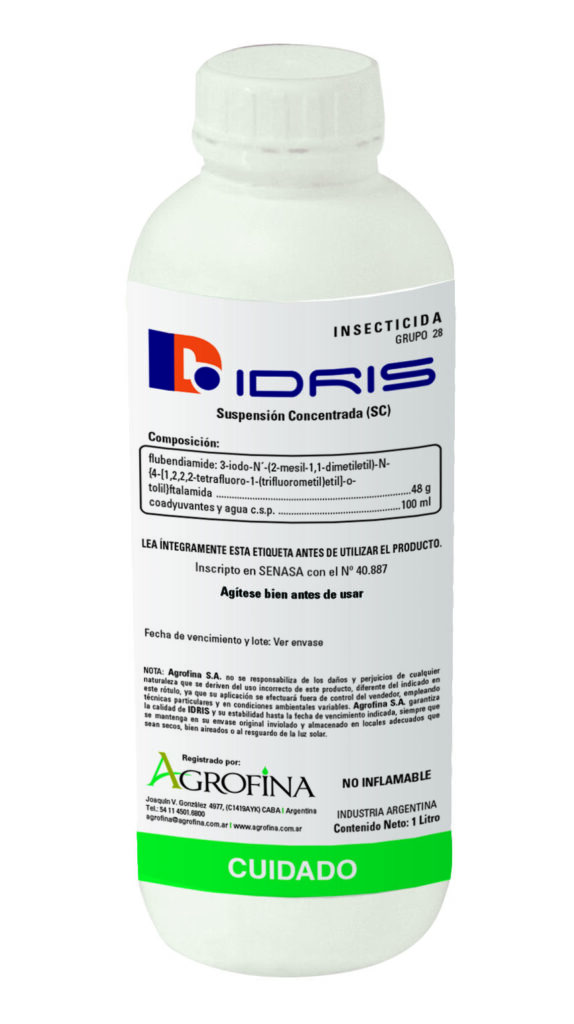 INSECTICIDA
GRUPO 28
IDRIS
Suspensión Concentrada (SC)
Composición:
flubendiamide: 3-iodo-N´-(2-mesil-1,1-dimetiletil)-N-
{4-[1,2,2,2-tetrafluoro-1-(trifluorometil)etil]-o-
tolil}ftalamida ........................................................48 g
coadyuvantes y agua c.s.p. ...................................100 ml
LEA ÍNTEGRAMENTE ESTA ETIQUETA ANTES DE UTILIZAR EL PRODUCTO.
Inscripto en SENASA con el Nº 40.887
Agítese bien antes de usar
Fecha de vencimiento y lote: Ver envase
NOTA: Agrofina S.A. no se responsabiliza de los daños y perjuicios de cualquier
naturaleza que se deriven del uso incorrecto de este producto, diferente del indicado en
este rótulo, ya que su aplicación se efectuará fuera de control del vendedor, empleando
técnicas particulares y en condiciones ambientales variables. Agrofina S.A. garantiza
la calidad de IDRIS y su estabilidad hasta la fecha de vencimiento indicada, siempre que
se mantenga en su envase original inviolado y almacenado en locales adecuados que
sean secos, bien aireados o al resguardo de la luz solar.
Registrado por:
AGROFINA
Joaquín V. González 4977, (C1419AYK) CABA | Argentina
Tel.: 54 11 4501.6800
agrofina@agrofina.com.ar | www.agrofina.com.ar
NO INFLAMABLE
INDUSTRIA ARGENTINA
Contenido Neto: 1 Litro
CUIDADO